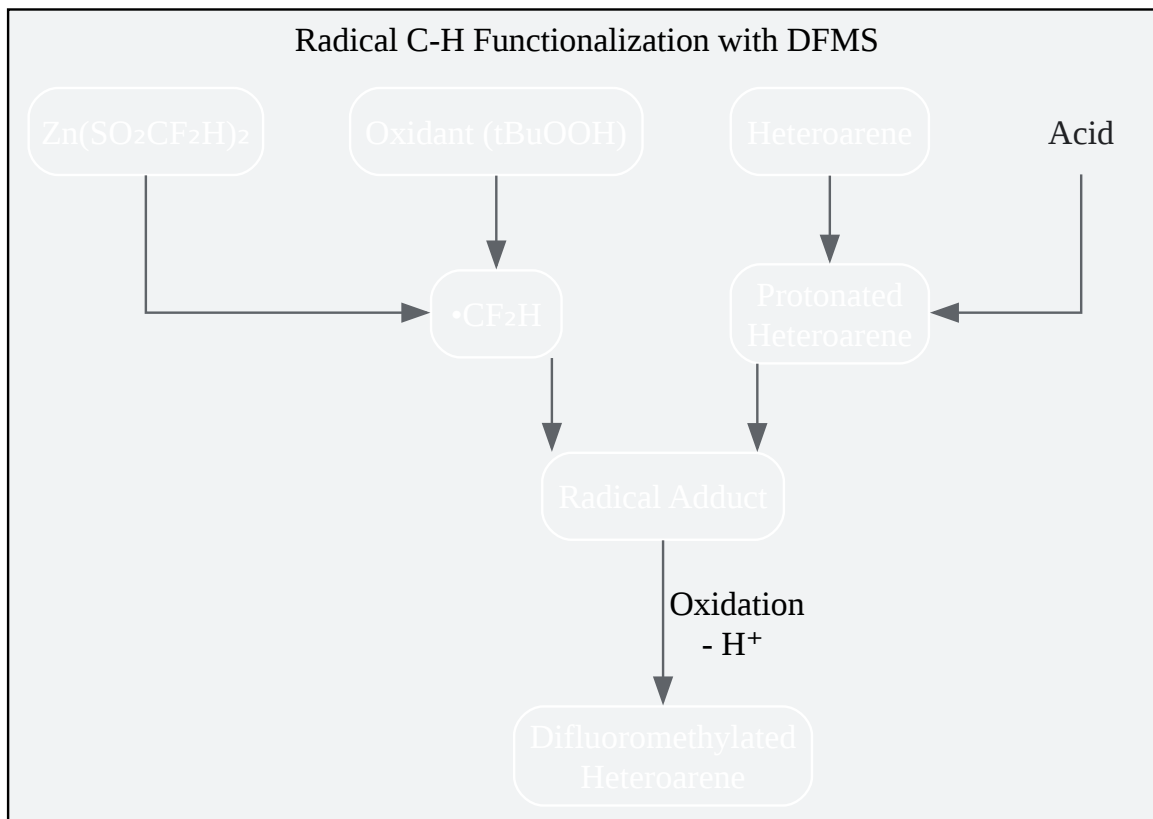 Radical C-H Functionalization with DFMS
Zn(SO₂CF₂H)₂
Oxidant (tBuOOH)
Heteroarene
Acid
•CF₂H
Protonated
Heteroarene
Radical Adduct
Oxidation
- H⁺
Difluoromethylated
Heteroarene